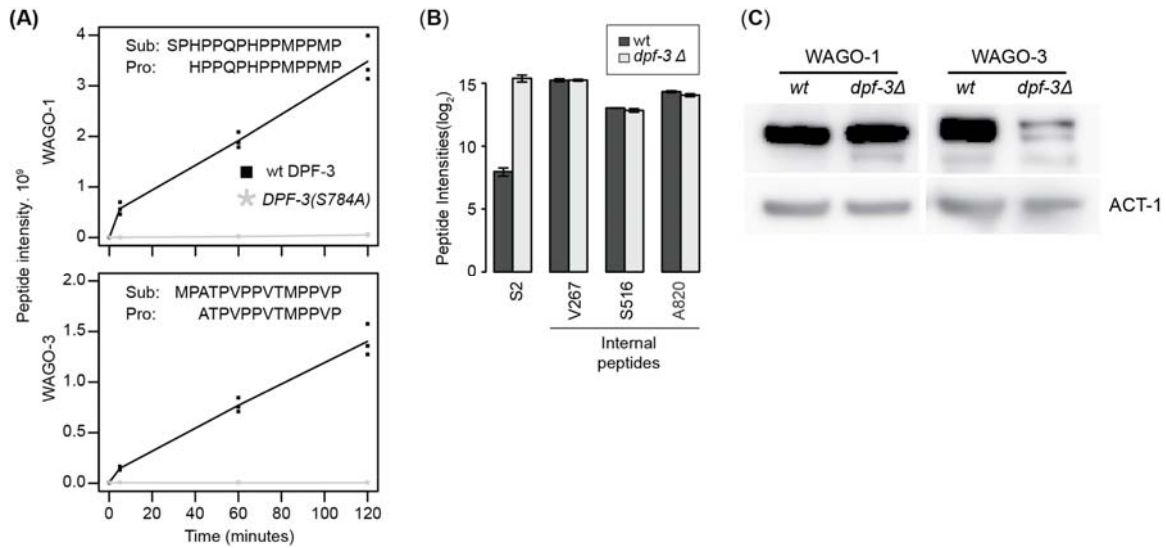 (A)
WAGO-1
4
3
2
1
0
Sub: SPHPPQPHPPMPPMP
Pro: HPPQPHPPMPPMP
wt DPF-3
DPF-3(S784A)
Peptide intensity. 10⁹
WAGO-3
2.0
1.5
1.0
0.5
0.0
Sub: MPATPVPPVTMPPVP
Pro: ATPVPPVTMPPVP
0 20 40 60 80 100 120
Time (minutes)
(B)
wt
dpf-3 Δ
Peptide Intensities(log₂)
15
10
5
0
S2
V267
S516
A820
Internal
peptides
(C)
WAGO-1 WAGO-3
wt dpf-3Δ wt dpf-3Δ
ACT-1